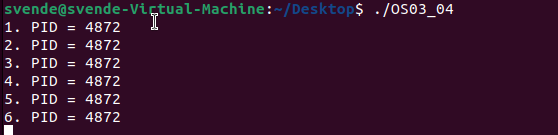 svende@svende-Virtual-Machine:~/Desktop$ ./OS03_04
1. PID = 4872
2. PID = 4872
3. PID = 4872
4. PID = 4872
5. PID = 4872
6. PID = 4872